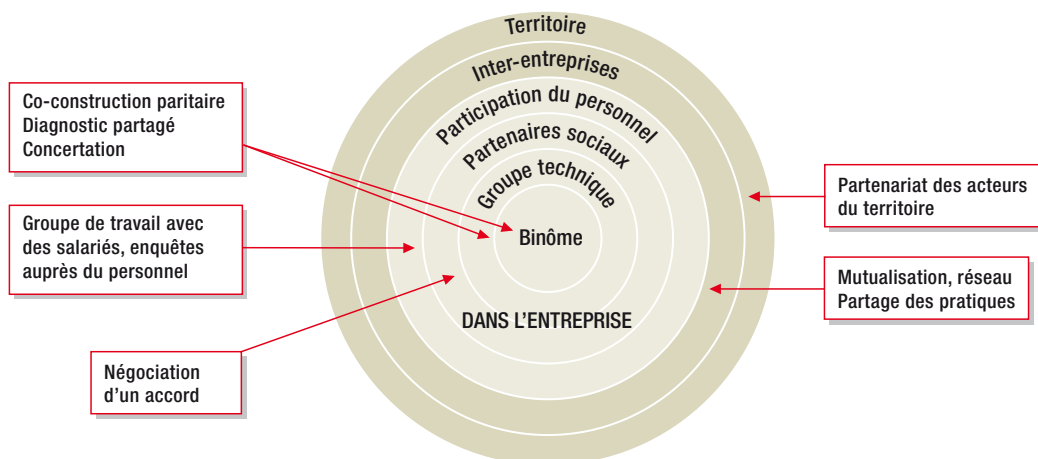 Territoire
Inter-entreprises
Participation du personnel
Partenaires sociaux
Groupe technique
Binôme
DANS L’ENTREPRISE
Co-construction paritaire
Diagnostic partagé
Concertation
Groupe de travail avec
des salariés, enquêtes
auprès du personnel
Négociation
d’un accord
Partenariat des acteurs
du territoire
Mutualisation, réseau
Partage des pratiques